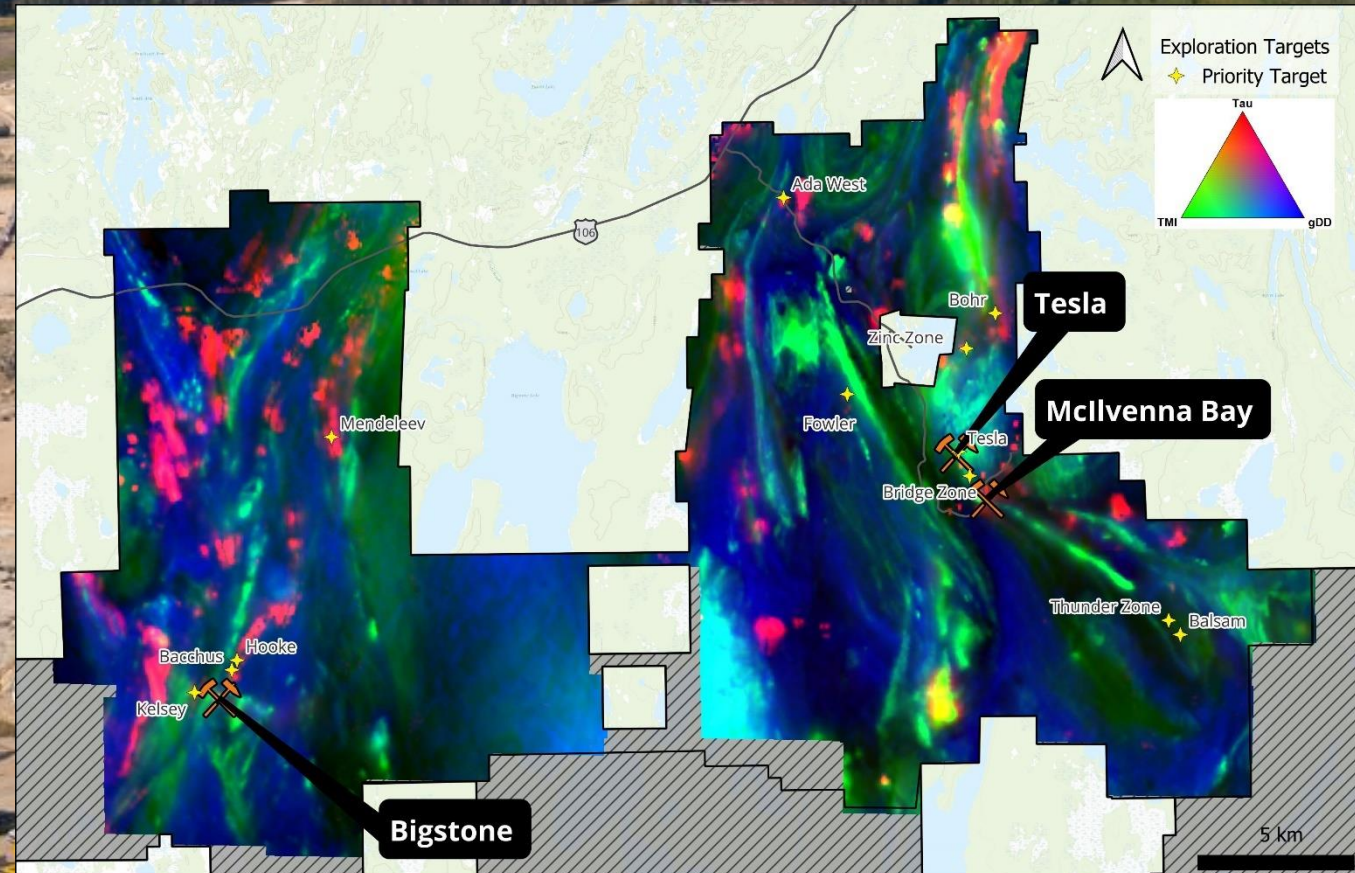 Exploration Targets
Priority Target
Tau
TMI
gDD
Ada West
106
Bohr
Tesla
Zinc Zone
McIlvenna Bay
Fowler
Mendeleev
Tesla
Bridge Zone
Thunder Zone
Balsam
Hooke
Bacchus
Kelsey
Bigstone
5 km